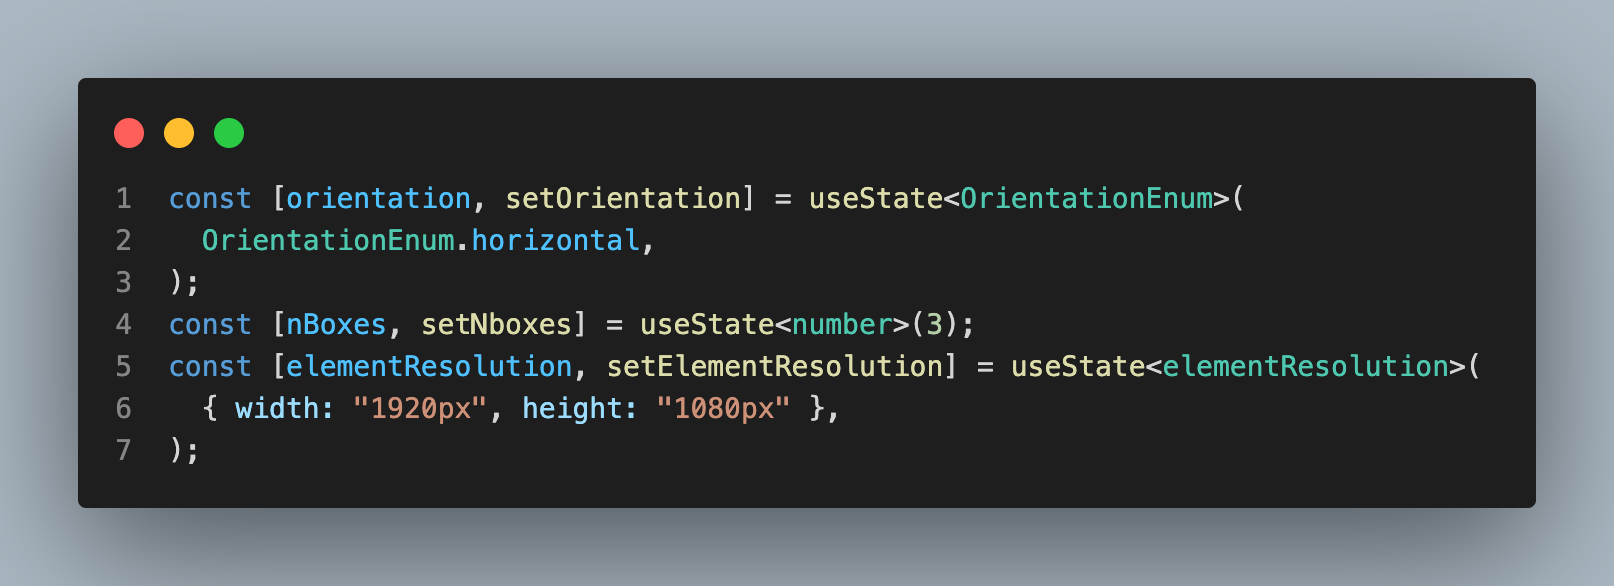 1 const [orientation, setOrientation] = useState<OrientationEnum>(
2   OrientationEnum.horizontal,
3 );
4 const [nBoxes, setNboxes] = useState<number>(3);
5 const [elementResolution, setElementResolution] = useState<elementResolution>(
6   { width: "1920px", height: "1080px" },
7 );